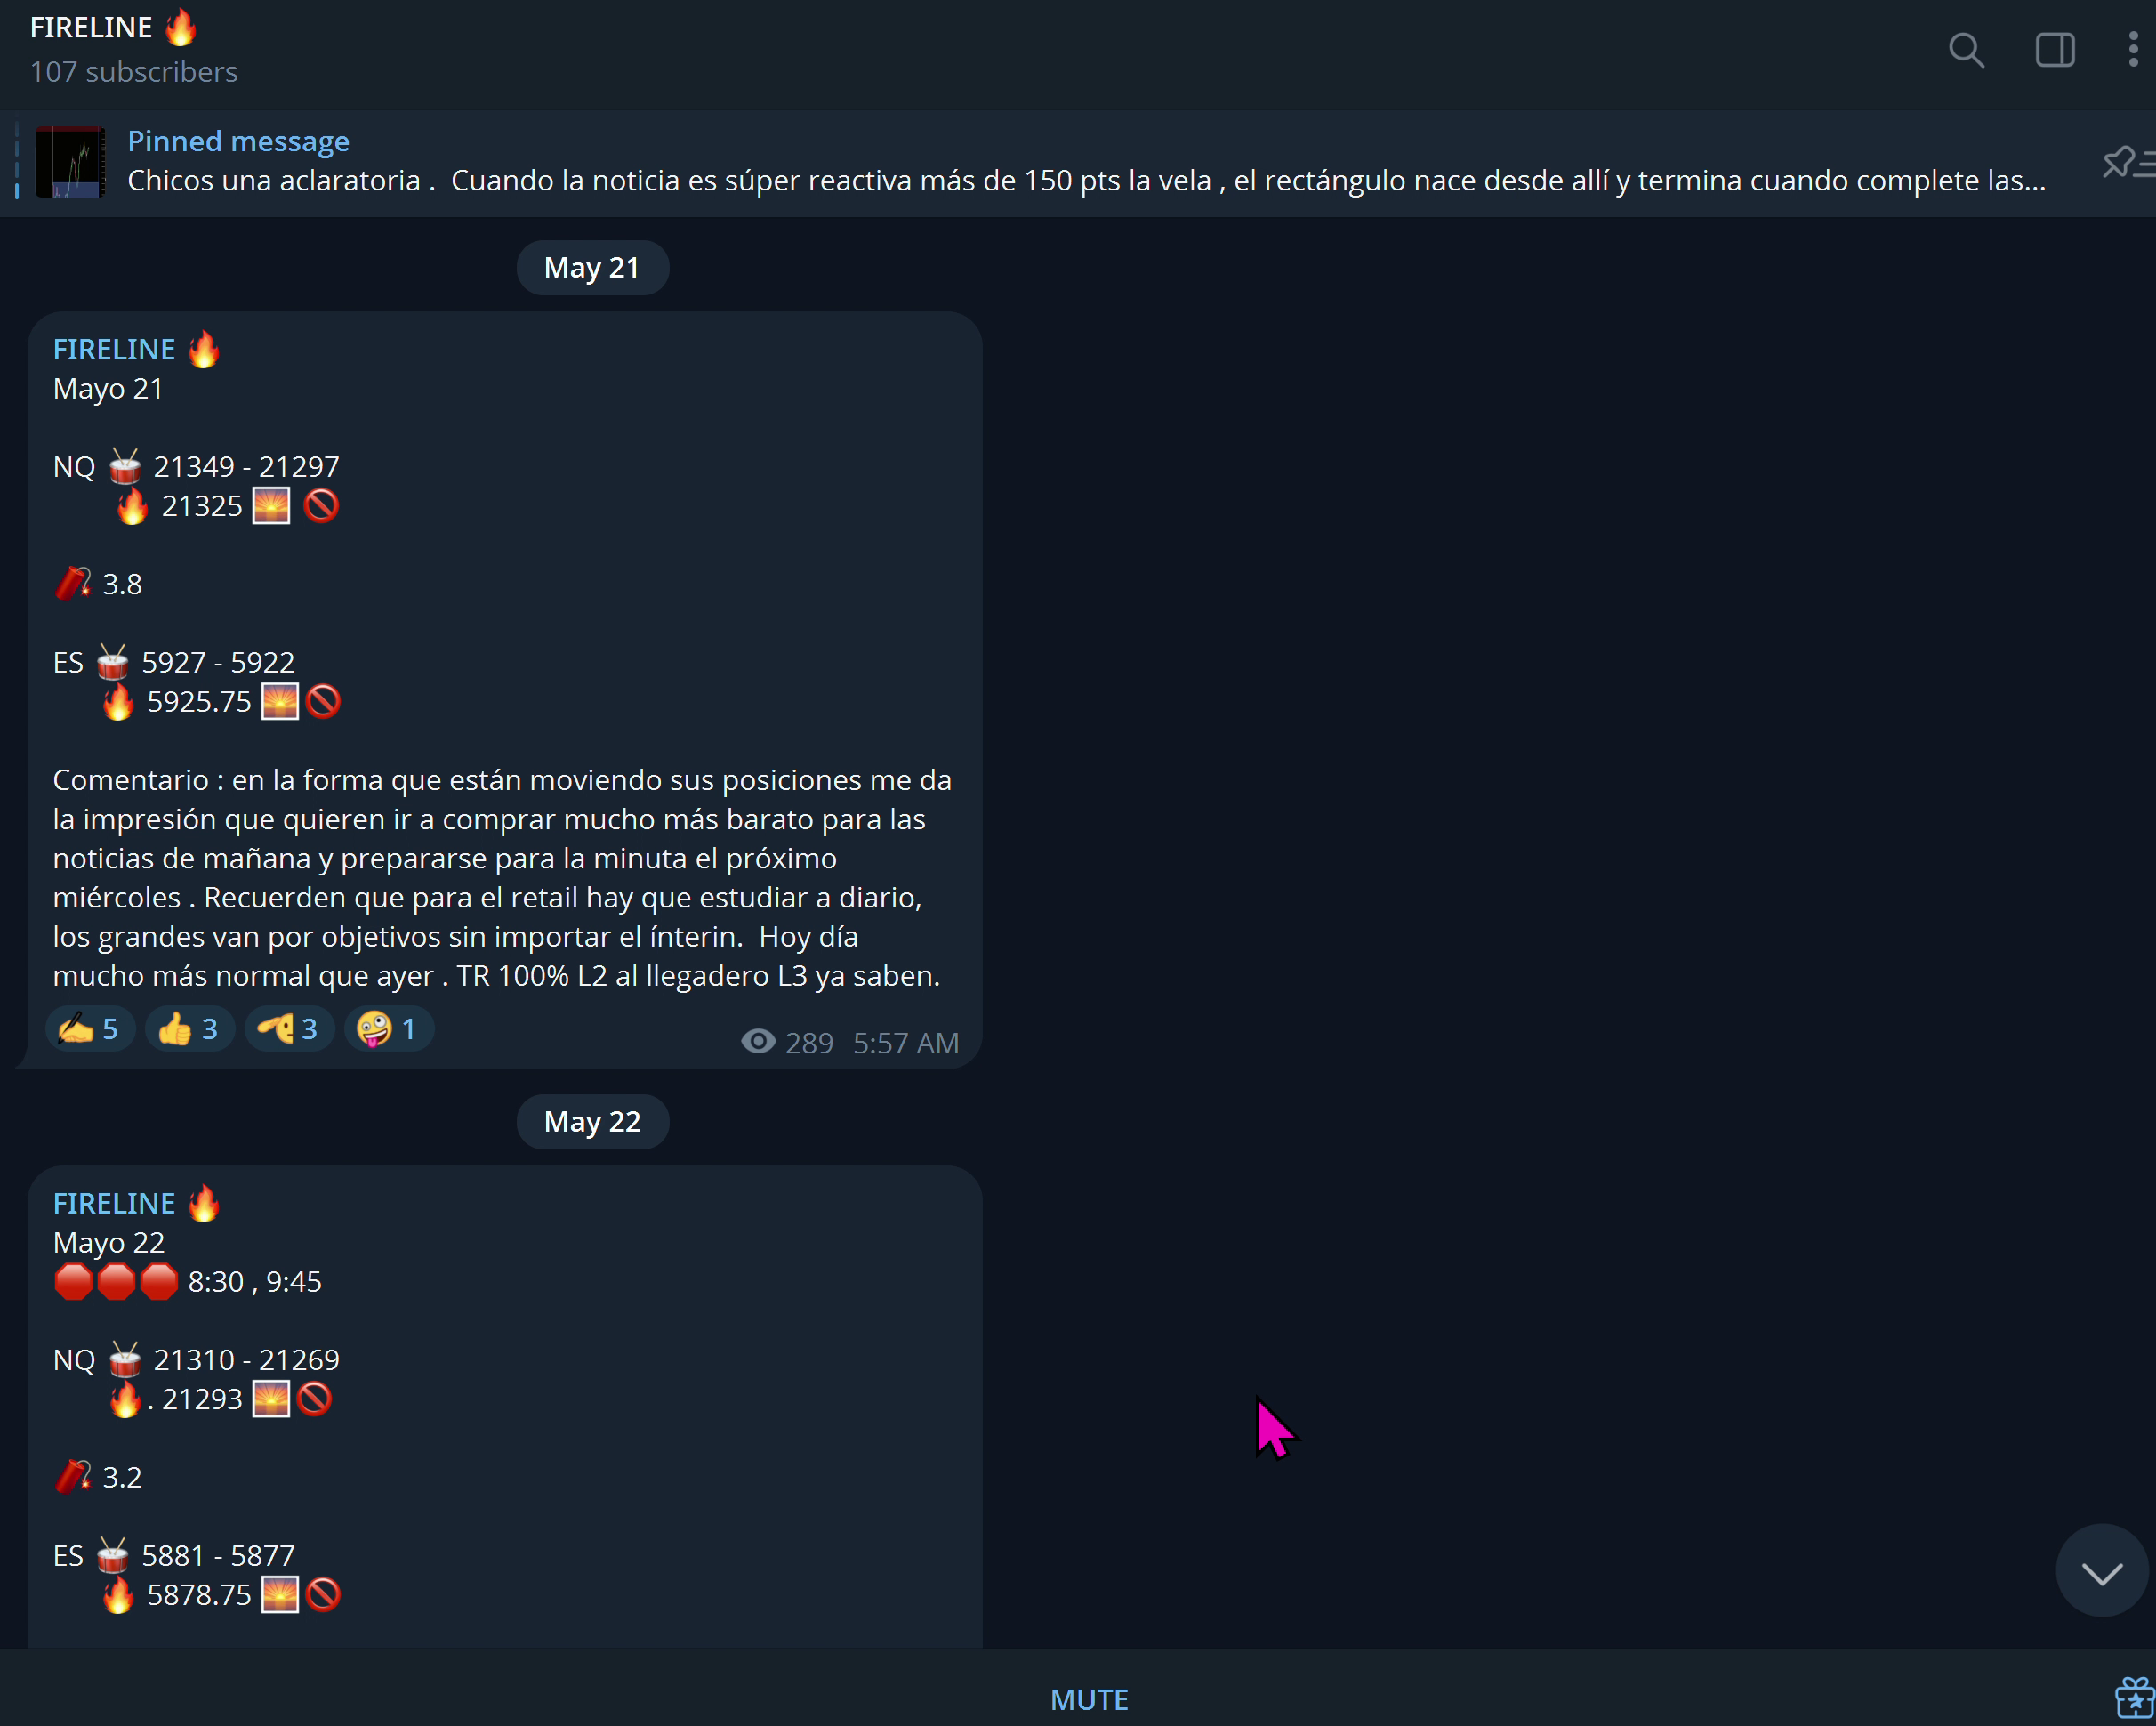 FIRELINE 🔥
107 subscribers
Pinned message
Chicos una aclaratoria .  Cuando la noticia es súper reactiva más de 150 pts la vela , el rectángulo nace desde allí y termina cuando complete las...
May 21
FIRELINE 🔥
Mayo 21
NQ 🥁 21349 - 21297
🔥 21325 🌅 🚫
🧨 3.8
ES 🥁 5927 - 5922
🔥 5925.75 🌅🚫
Comentario : en la forma que están moviendo sus posiciones me da
la impresión que quieren ir a comprar mucho más barato para las
noticias de mañana y prepararse para la minuta el próximo
miércoles . Recuerden que para el retail hay que estudiar a diario,
los grandes van por objetivos sin importar el ínterin.  Hoy día
mucho más normal que ayer . TR 100% L2 al llegadero L3 ya saben.
✍️ 5 👍 3 🫰 3 🤪 1
289 5:57 AM
May 22
FIRELINE 🔥
Mayo 22
🛑🛑🛑 8:30 , 9:45
NQ 🥁 21310 - 21269
🔥. 21293 🌅🚫
🧨 3.2
ES 🥁 5881 - 5877
🔥 5878.75 🌅🚫
MUTE